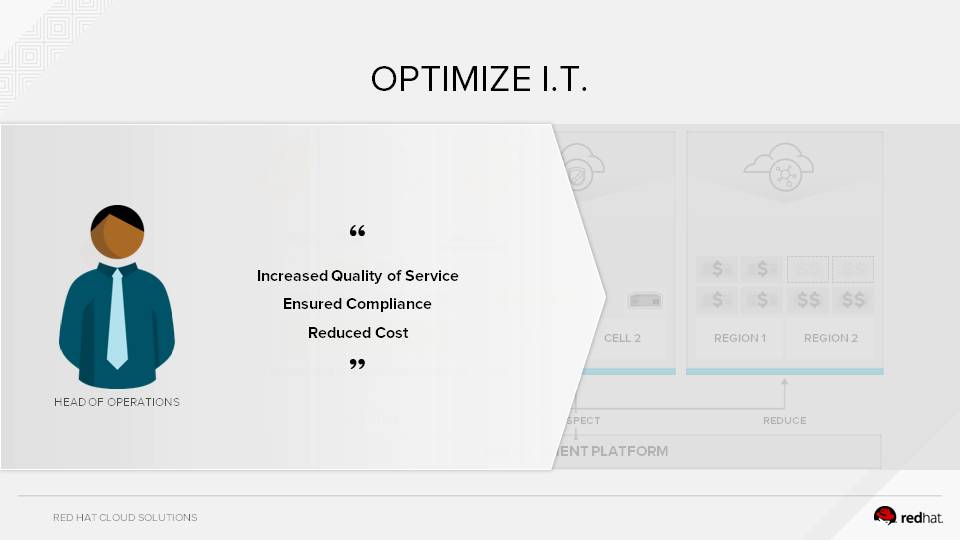 OPTIMIZE I.T.
“
Increased Quality of Service
Ensured Compliance
Reduced Cost
”
HEAD OF OPERATIONS
$ $ $$ $$
$ $ $$ $$
CELL 2
REGION 1
REGION 2
SPECT
REDUCE
ENT PLATFORM
RED HAT CLOUD SOLUTIONS
redhat.